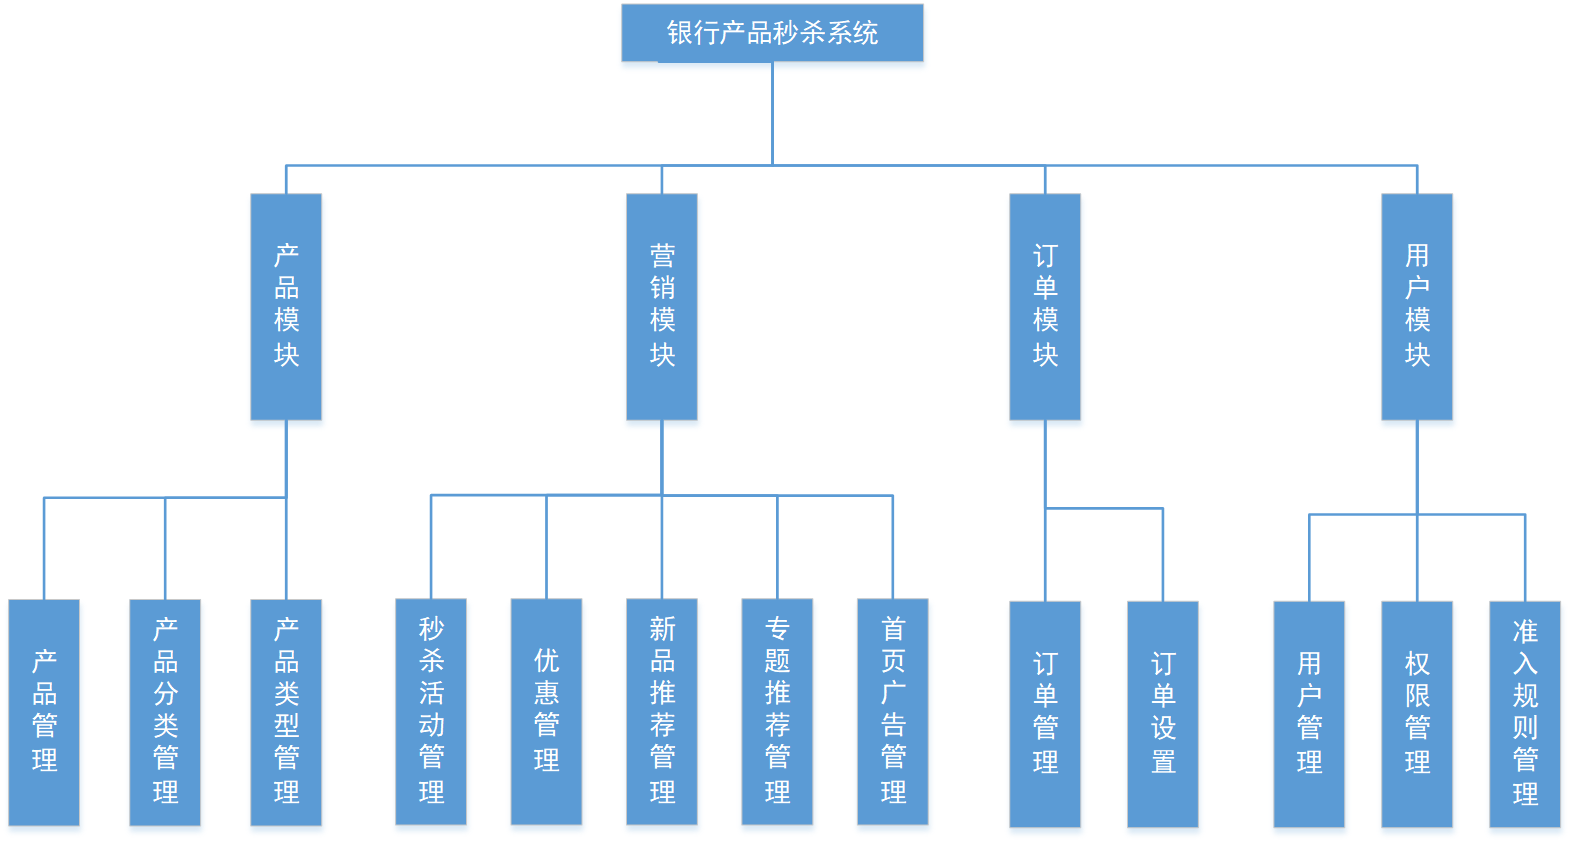 银行产品秒杀系统
产品模块
营销模块
订单模块
用户模块
产品管理
产品分类管理
产品类型管理
秒杀活动管理
优惠管理
新品推荐管理
专题推荐管理
首页广告管理
订单管理
订单设置
用户管理
权限管理
准入规则管理